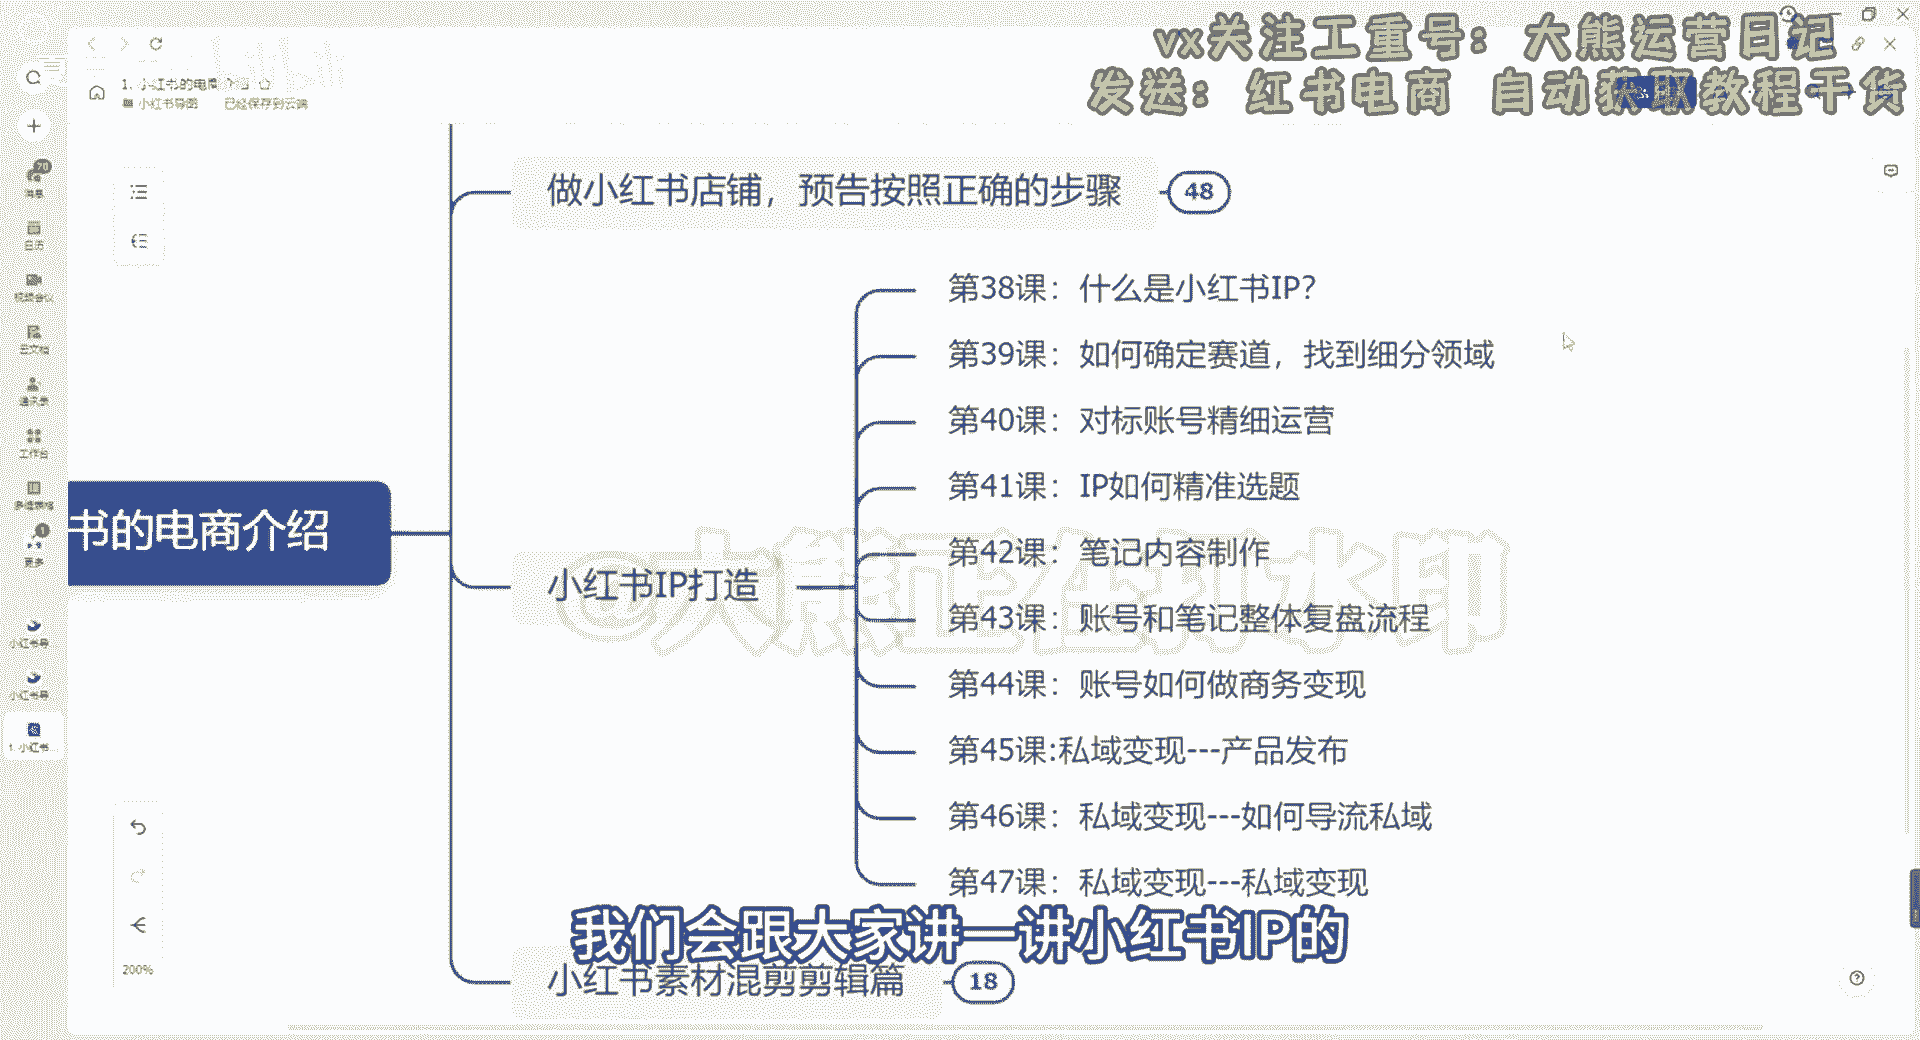 vx关注工重号：大熊运营日记
发送：红书电商 自动获取教程干货
1. 小红书的电商介绍
小红书导图 已经保存到云端
做小红书店铺，预告按照正确的步骤 48
第38课：什么是小红书IP？
第39课：如何确定赛道，找到细分领域
第40课：对标账号精细运营
第41课：IP如何精准选题
第42课：笔记内容制作
书的电商介绍
小红书IP打造
@大熊正在打水印
第43课：账号和笔记整体复盘流程
第44课：账号如何做商务变现
第45课:私域变现---产品发布
第46课：私域变现---如何导流私域
第47课：私域变现---私域变现
我们会跟大家讲一讲小红书IP的
小红书素材混剪剪辑篇 18
20
消息
日历
视频会议
云文档
通讯录
工作台
多维表格
1
更多
小红书导
小红书导
1. 小红书...
200%